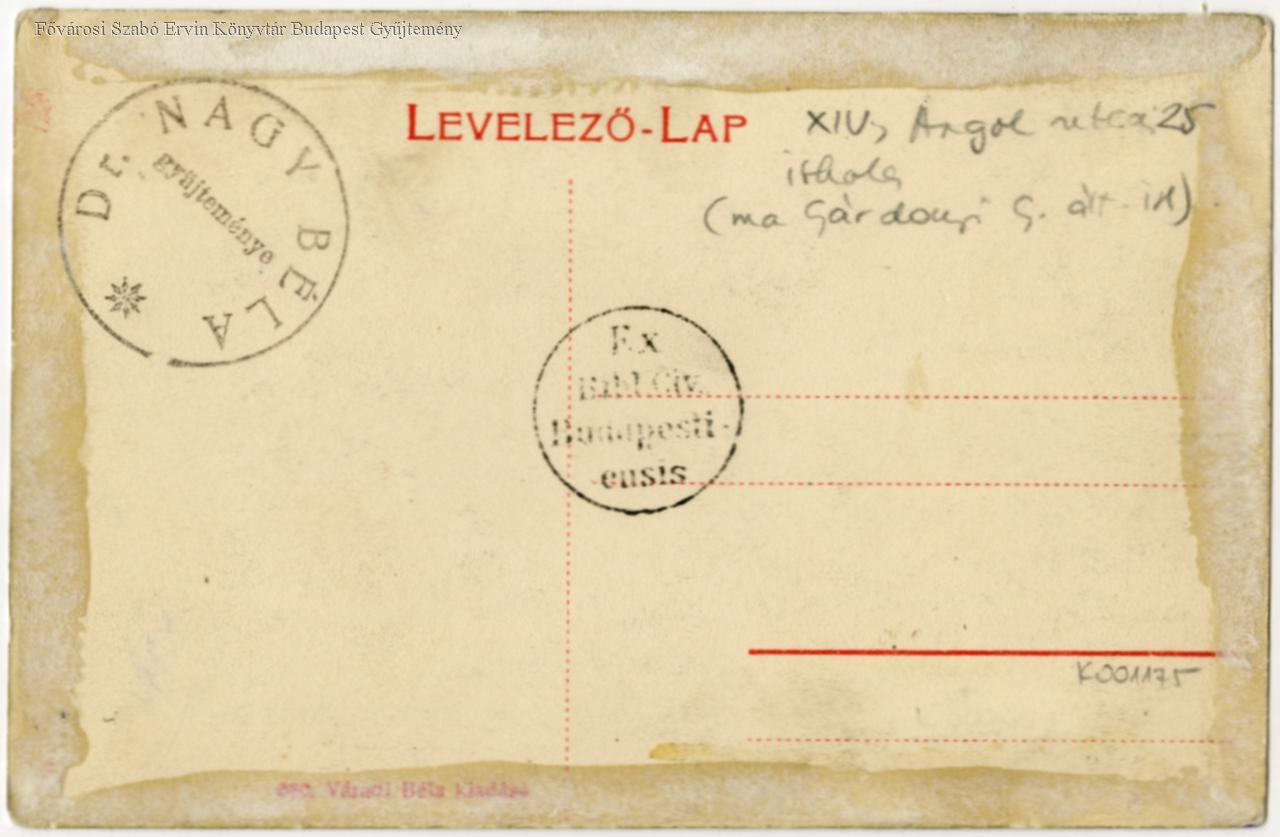 Fővárosi Szabó Ervin Könyvtár Budapest Gyűjtemény
Dr. NAGY BÉLA
gyűjteménye
LEVELEZŐ-LAP
XIV, Angol utca 25
iskola
(ma Gárdonyi G. ált. isk)
Ex
Bibl Civ.
Budapesti-
ensis
K001175
Váradi Béla kiadása